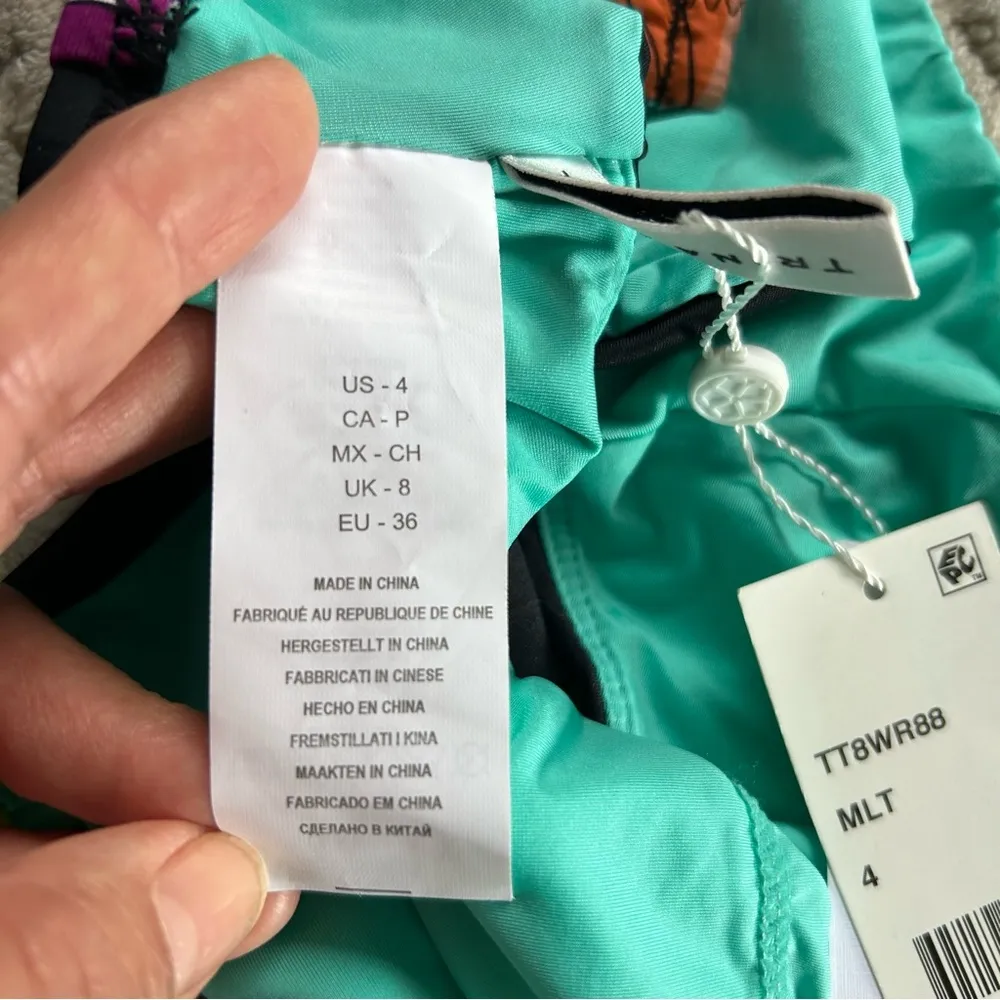 US - 4
CA - P
MX - CH
UK - 8
EU - 36
MADE IN CHINA
FABRIQUÉ AU REPUBLIQUE DE CHINE
HERGESTELLT IN CHINA
FABBRICATI IN CINESE
HECHO EN CHINA
FREMSTILLAT I KINA
MAAKTEN IN CHINA
FABRICADO EM CHINA
СДЕЛАНО В КИТАЙ
EPC™
TT8WR88
MLT
4